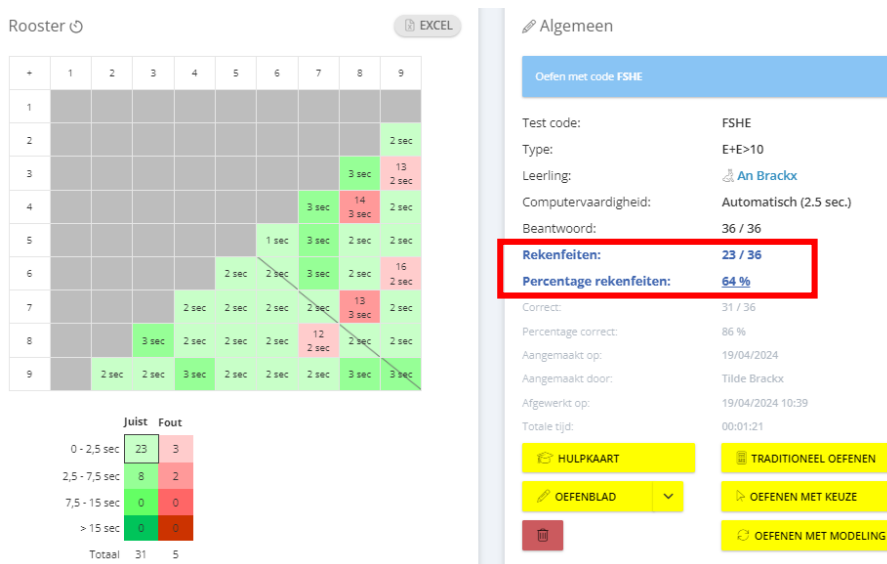 Rooster
EXCEL
+ 1 2 3 4 5 6 7 8 9
1
2 2 sec
3 3 sec 13 2 sec
4 3 sec 14 3 sec 2 sec
5 1 sec 3 sec 2 sec 2 sec
6 2 sec 2 sec 3 sec 2 sec 16 2 sec
7 2 sec 2 sec 2 sec 2 sec 13 3 sec 2 sec
8 3 sec 2 sec 2 sec 2 sec 12 2 sec 2 sec 2 sec
9 2 sec 2 sec 3 sec 2 sec 2 sec 2 sec 3 sec 3 sec
Juist Fout
0 - 2,5 sec 23 3
2,5 - 7,5 sec 8 2
7,5 - 15 sec 0 0
> 15 sec 0 0
Totaal 31 5
Algemeen
Oefen met code FSHE
Test code: FSHE
Type: E+E>10
Leerling: An Brackx
Computervaardigheid: Automatisch (2.5 sec.)
Beantwoord: 36 / 36
Rekenfeiten: 23 / 36
Percentage rekenfeiten: 64 %
Correct: 31 / 36
Percentage correct: 86 %
Aangemaakt op: 19/04/2024
Aangemaakt door: Tilde Brackx
Afgewerkt op: 19/04/2024 10:39
Totale tijd: 00:01:21
HULPKAART
TRADITIONEEL OEFENEN
OEFENBLAD
OEFENEN MET KEUZE
OEFENEN MET MODELING